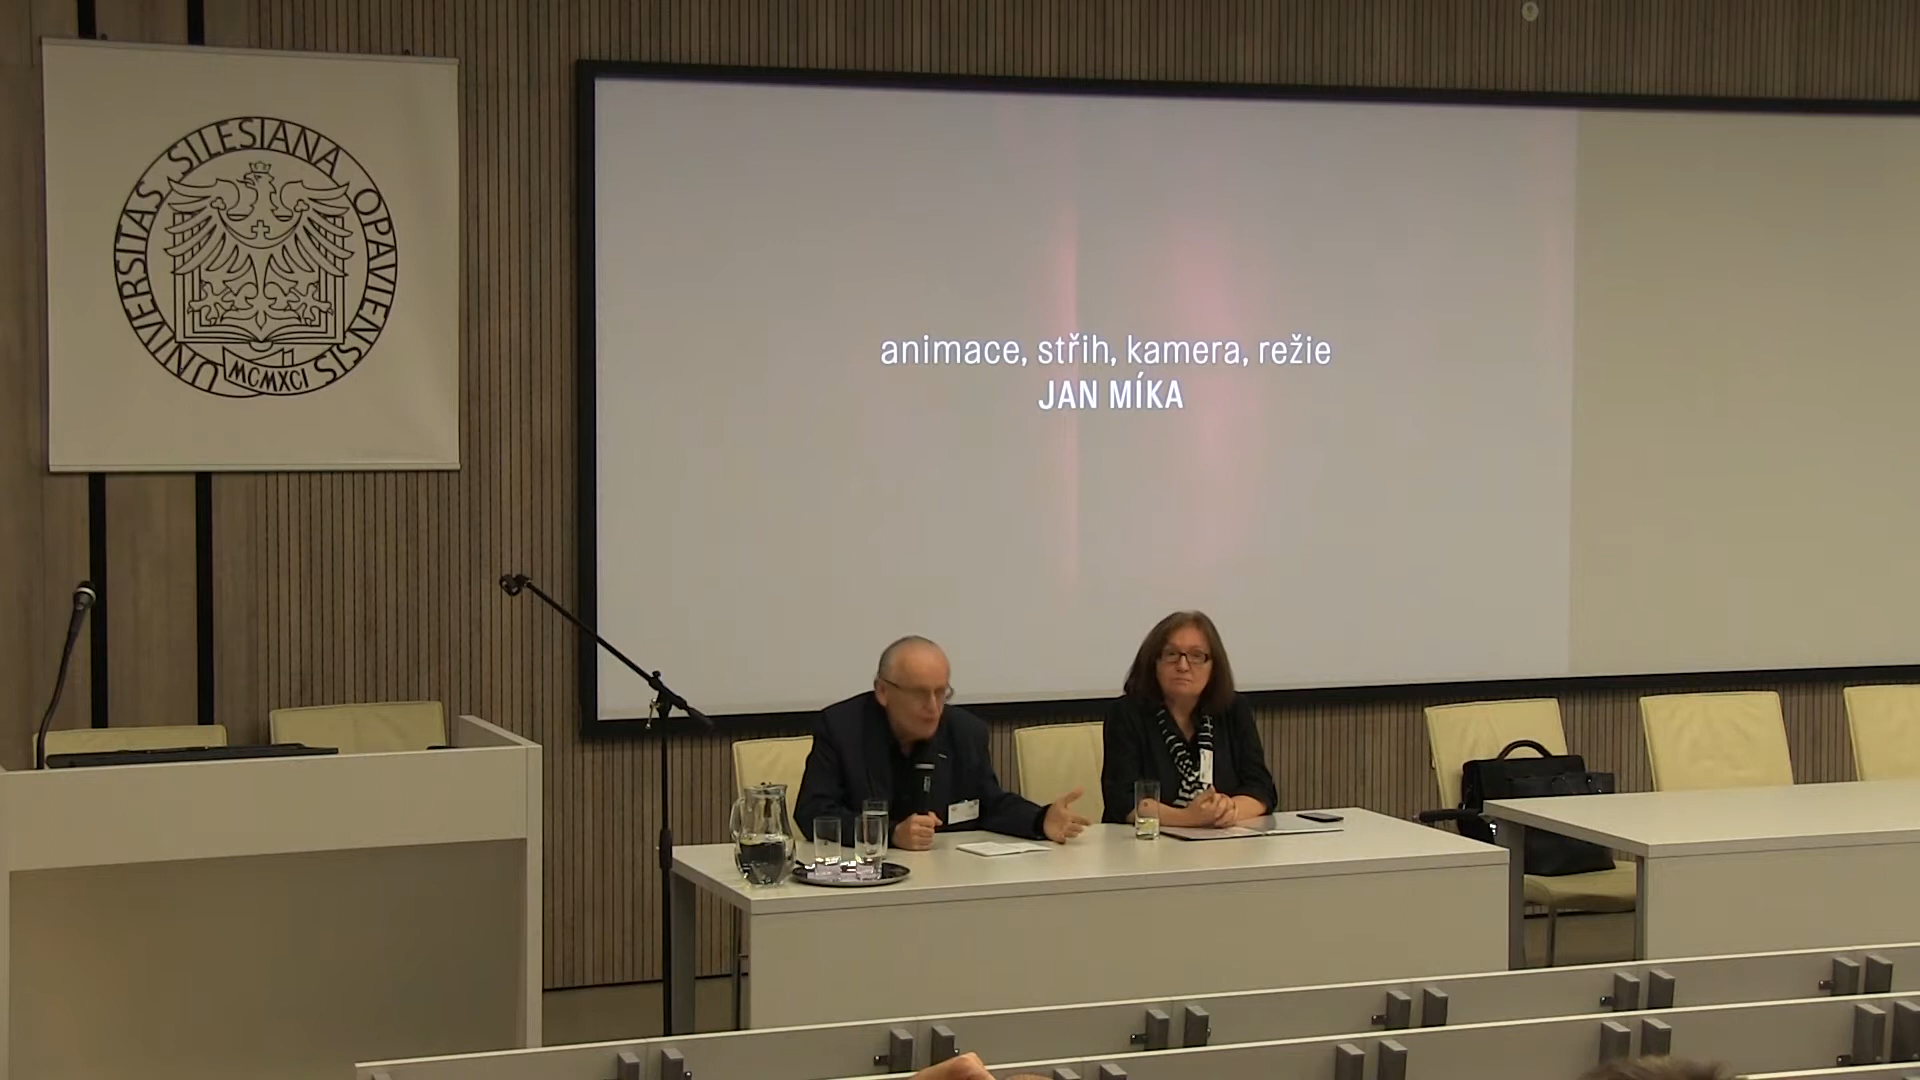 UNIVERSITAS SILESIANA OPAVIENSIS
MCMXCI
animace, střih, kamera, režie
JAN MÍKA